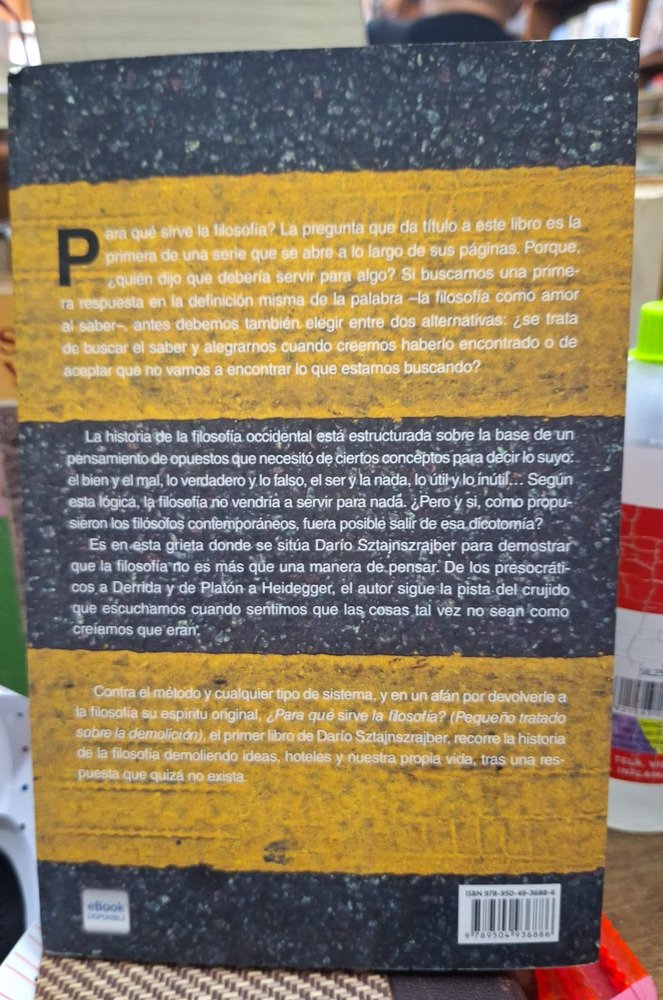 Para qué sirve la filosofía? La pregunta que da título a este libro es la
primera de una serie que se abre a lo largo de sus páginas. Porque,
¿quién dijo que debería servir para algo? Si buscamos una prime-
ra respuesta en la definición misma de la palabra –la filosofía como amor
al saber–, antes debemos también elegir entre dos alternativas: ¿se trata
de buscar el saber y alegrarnos cuando creemos haberlo encontrado o de
aceptar que no vamos a encontrar lo que estamos buscando?
La historia de la filosofía occidental está estructurada sobre la base de un
pensamiento de opuestos que necesitó de ciertos conceptos para decir lo suyo:
el bien y el mal, lo verdadero y lo falso, el ser y la nada, lo útil y lo inútil... Según
esta lógica, la filosofía no vendría a servir para nada. ¿Pero y si, como propu-
sieron los filósofos contemporáneos, fuera posible salir de esa dicotomía?
Es en esta grieta donde se sitúa Darío Sztajnszrajber para demostrar
que la filosofía no es más que una manera de pensar. De los presocráti-
cos a Derrida y de Platón a Heidegger, el autor sigue la pista del crujido
que escuchamos cuando sentimos que las cosas tal vez no sean como
creíamos que eran.
Contra el método y cualquier tipo de sistema, y en un afán por devolverle a
la filosofía su espíritu original, ¿Para qué sirve la filosofía? (Pequeño tratado
sobre la demolición), el primer libro de Darío Sztajnszrajber, recorre la historia
de la filosofía demoliendo ideas, hoteles y nuestra propia vida, tras una res-
puesta que quizá no exista.
eBook
DISPONIBLE
ISBN 978-950-49-3688-6
9 789504 936886